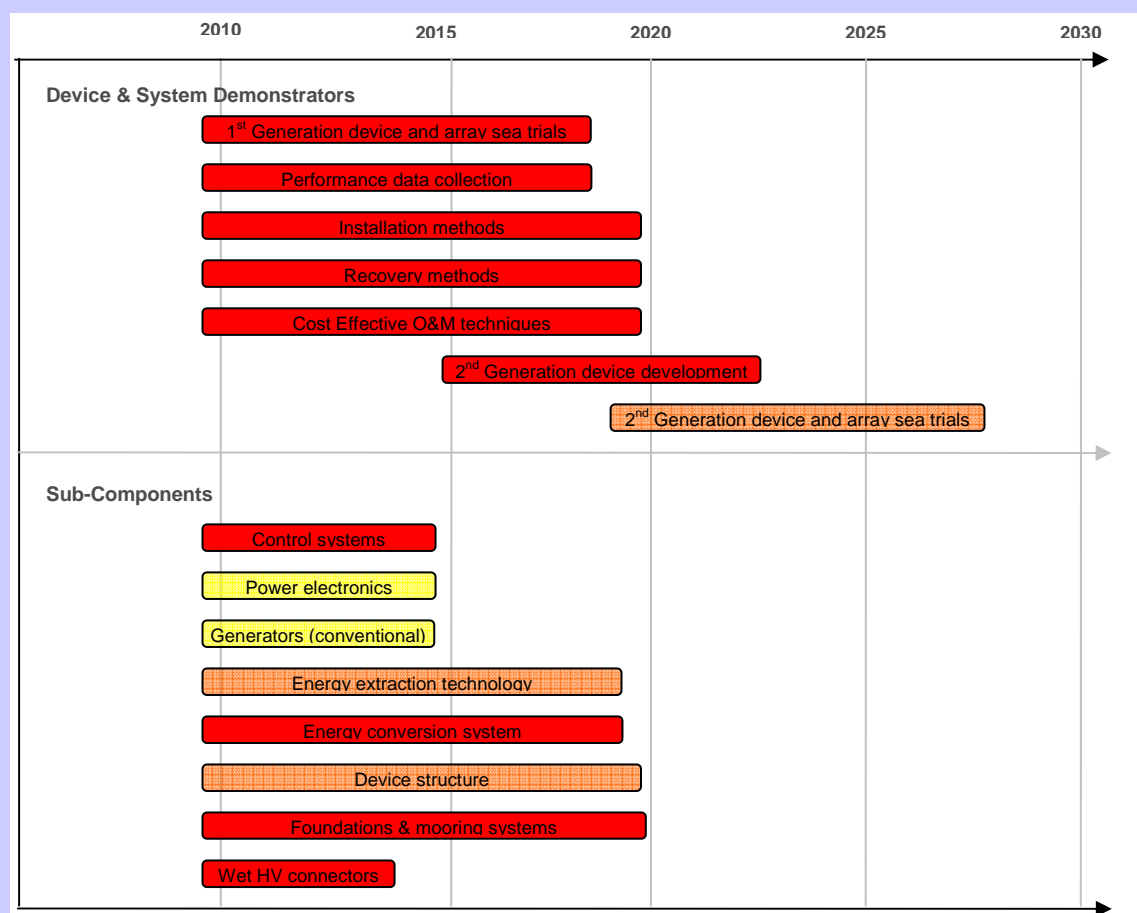 2010 2015 2020 2025 2030
Device & System Demonstrators
1st Generation device and array sea trials
Performance data collection
Installation methods
Recovery methods
Cost Effective O&M techniques
2nd Generation device development
2nd Generation device and array sea trials
Sub-Components
Control systems
Power electronics
Generators (conventional)
Energy extraction technology
Energy conversion system
Device structure
Foundations & mooring systems
Wet HV connectors